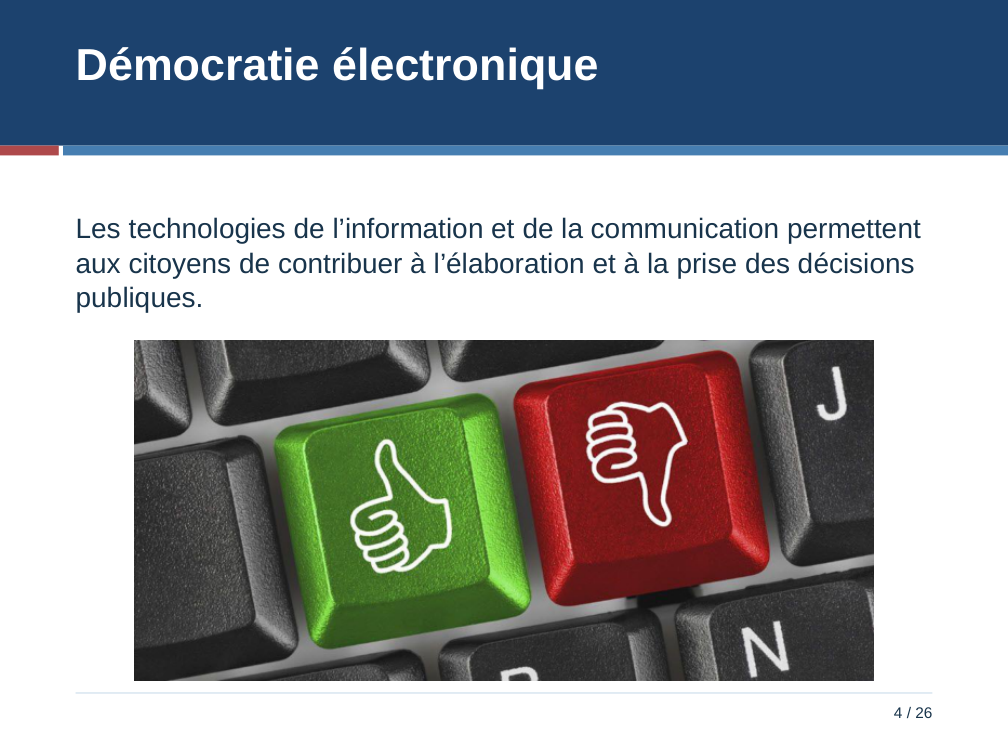 Démocratie électronique
Les technologies de l’information et de la communication permettent
aux citoyens de contribuer à l’élaboration et à la prise des décisions
publiques.
J
N
4 / 26